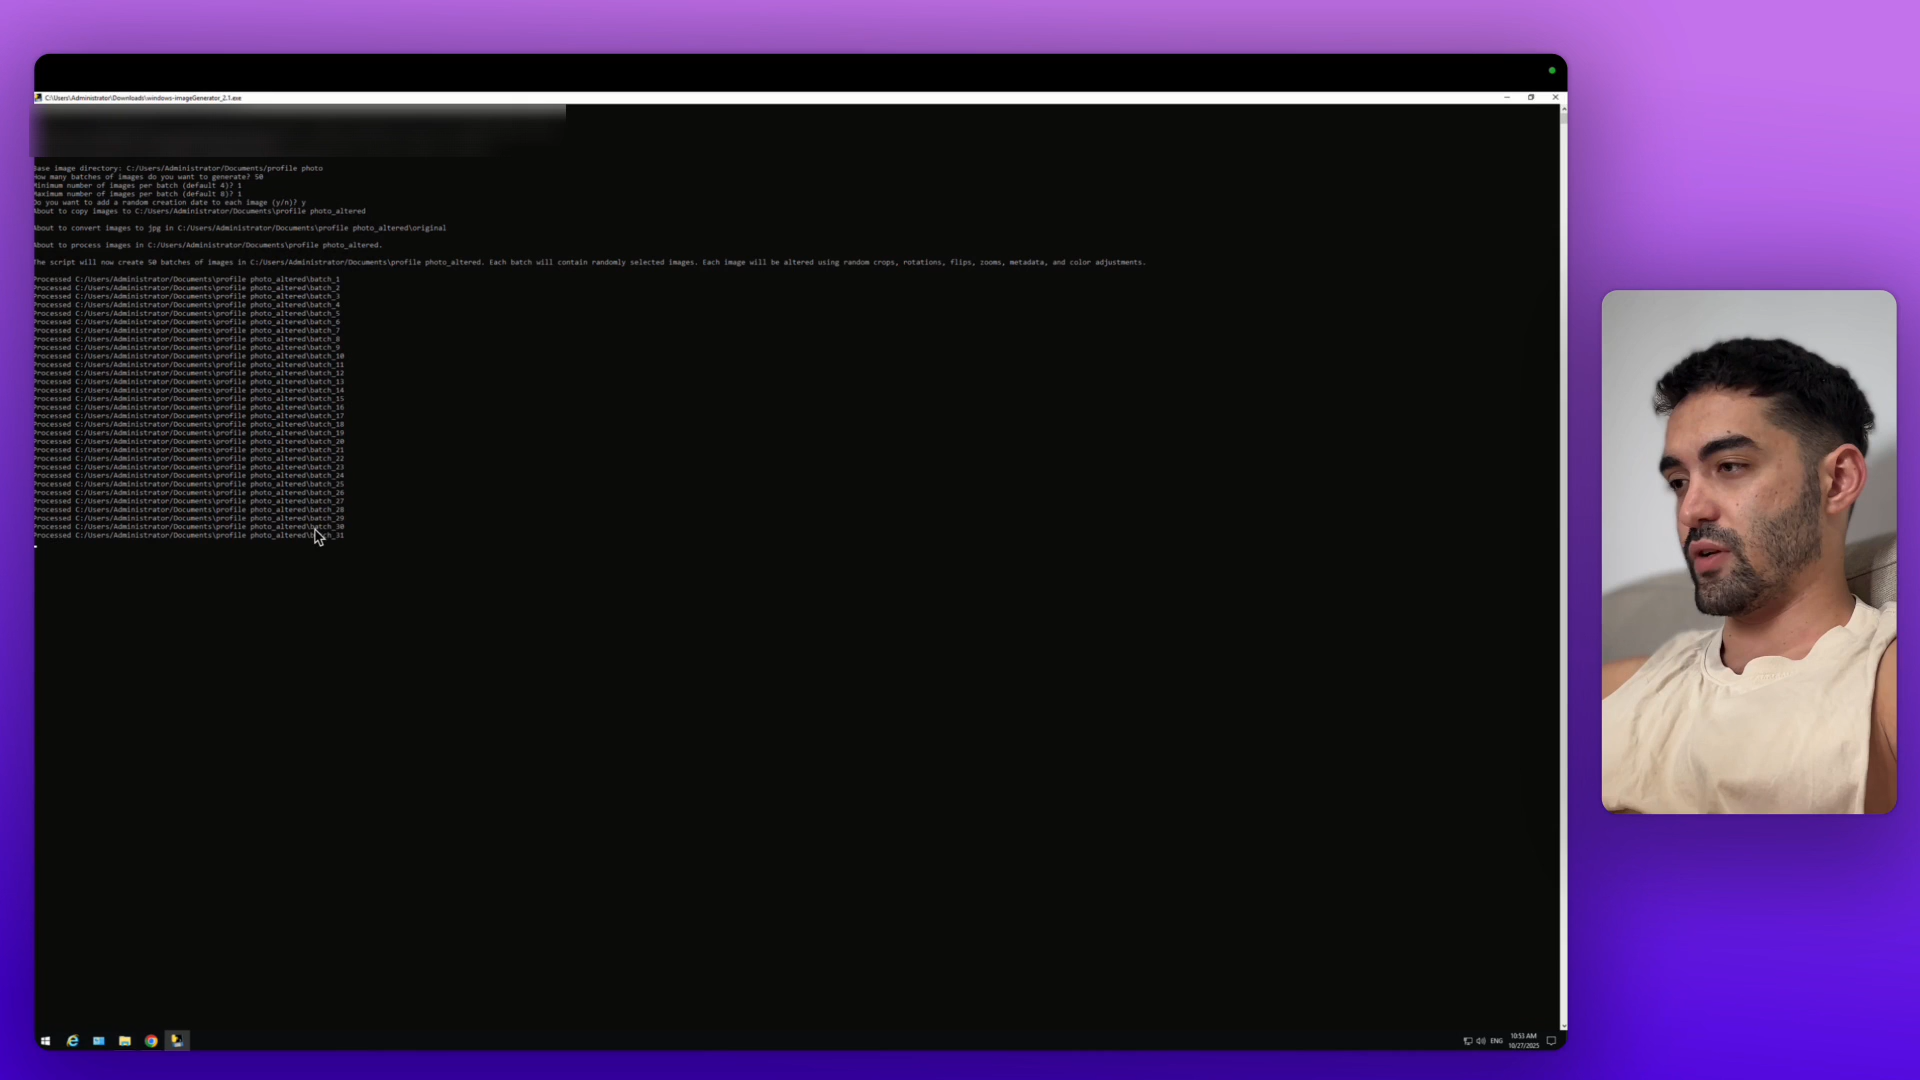 C:\Users\Administrator\Downloads\windows-imageGenerator_2.1.exe
Base image directory: C:/Users/Administrator/Documents/profile photo
How many batches of images do you want to generate? 50
Minimum number of images per batch (default 4)? 1
Maximum number of images per batch (default 8)? 1
Do you want to add a random creation date to each image (y/n)? y
About to copy images to C:/Users/Administrator/Documents\profile photo_altered
About to convert images to jpg in C:/Users/Administrator/Documents\profile photo_altered\original
About to process images in C:/Users/Administrator/Documents\profile photo_altered.
The script will now create 50 batches of images in C:/Users/Administrator/Documents\profile photo_altered. Each batch will contain randomly selected images. Each image will be altered using random crops, rotations, flips, zooms, metadata, and color adjustments.
Processed C:/Users/Administrator/Documents\profile photo_altered\batch_1
Processed C:/Users/Administrator/Documents\profile photo_altered\batch_2
Processed C:/Users/Administrator/Documents\profile photo_altered\batch_3
Processed C:/Users/Administrator/Documents\profile photo_altered\batch_4
Processed C:/Users/Administrator/Documents\profile photo_altered\batch_5
Processed C:/Users/Administrator/Documents\profile photo_altered\batch_6
Processed C:/Users/Administrator/Documents\profile photo_altered\batch_7
Processed C:/Users/Administrator/Documents\profile photo_altered\batch_8
Processed C:/Users/Administrator/Documents\profile photo_altered\batch_9
Processed C:/Users/Administrator/Documents\profile photo_altered\batch_10
Processed C:/Users/Administrator/Documents\profile photo_altered\batch_11
Processed C:/Users/Administrator/Documents\profile photo_altered\batch_12
Processed C:/Users/Administrator/Documents\profile photo_altered\batch_13
Processed C:/Users/Administrator/Documents\profile photo_altered\batch_14
Processed C:/Users/Administrator/Documents\profile photo_altered\batch_15
Processed C:/Users/Administrator/Documents\profile photo_altered\batch_16
Processed C:/Users/Administrator/Documents\profile photo_altered\batch_17
Processed C:/Users/Administrator/Documents\profile photo_altered\batch_18
Processed C:/Users/Administrator/Documents\profile photo_altered\batch_19
Processed C:/Users/Administrator/Documents\profile photo_altered\batch_20
Processed C:/Users/Administrator/Documents\profile photo_altered\batch_21
Processed C:/Users/Administrator/Documents\profile photo_altered\batch_22
Processed C:/Users/Administrator/Documents\profile photo_altered\batch_23
Processed C:/Users/Administrator/Documents\profile photo_altered\batch_24
Processed C:/Users/Administrator/Documents\profile photo_altered\batch_25
Processed C:/Users/Administrator/Documents\profile photo_altered\batch_26
Processed C:/Users/Administrator/Documents\profile photo_altered\batch_27
Processed C:/Users/Administrator/Documents\profile photo_altered\batch_28
Processed C:/Users/Administrator/Documents\profile photo_altered\batch_29
Processed C:/Users/Administrator/Documents\profile photo_altered\batch_30
Processed C:/Users/Administrator/Documents\profile photo_altered\batch_31
ENG
10:53 AM
10/27/2025